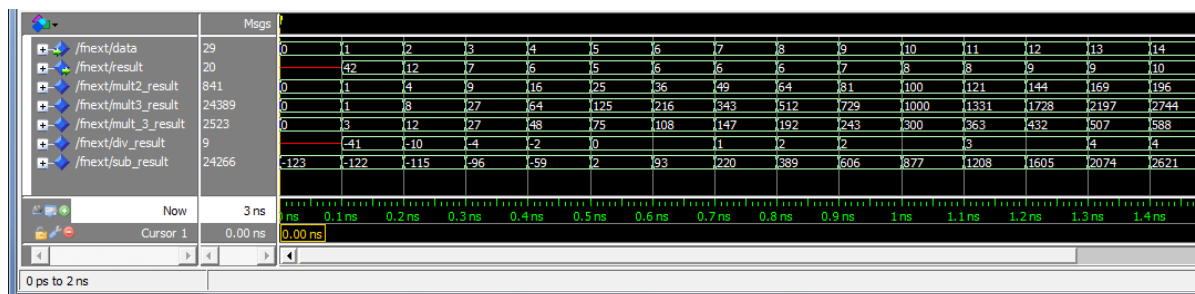 Msgs
/fnext/data 29 0 1 2 3 4 5 6 7 8 9 10 11 12 13 14
/fnext/result 20 42 12 7 6 5 6 6 6 7 8 8 9 9 10
/fnext/mult2_result 841 0 1 4 9 16 25 36 49 64 81 100 121 144 169 196
/fnext/mult3_result 24389 0 1 8 27 64 125 216 343 512 729 1000 1331 1728 2197 2744
/fnext/mult_3_result 2523 0 3 12 27 48 75 108 147 192 243 300 363 432 507 588
/fnext/div_result 9 -41 -10 -4 -2 0 1 2 2 3 4 4
/fnext/sub_result 24266 -123 -122 -115 -96 -59 2 93 220 389 606 877 1208 1605 2074 2621
Now 3 ns ns 0.1 ns 0.2 ns 0.3 ns 0.4 ns 0.5 ns 0.6 ns 0.7 ns 0.8 ns 0.9 ns 1 ns 1.1 ns 1.2 ns 1.3 ns 1.4 ns
Cursor 1 0.00 ns 0.00 ns
0 ps to 2 ns